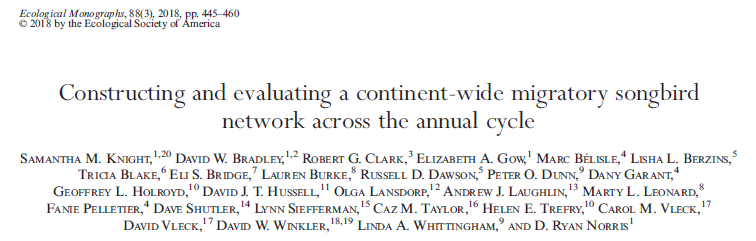 Ecological Monographs, 88(3), 2018, pp. 445–460
© 2018 by the Ecological Society of America
Constructing and evaluating a continent-wide migratory songbird
network across the annual cycle
SAMANTHA M. KNIGHT,1,20 DAVID W. BRADLEY,1,2 ROBERT G. CLARK,3 ELIZABETH A. GOW,1 MARC BÉLISLE,4 LISHA L. BERZINS,5
TRICIA BLAKE,6 ELI S. BRIDGE,7 LAUREN BURKE,8 RUSSELL D. DAWSON,5 PETER O. DUNN,9 DANY GARANT,4
GEOFFREY L. HOLROYD,10 DAVID J. T. HUSSELL,11 OLGA LANSDORP,12 ANDREW J. LAUGHLIN,13 MARTY L. LEONARD,8
FANIE PELLETIER,4 DAVE SHUTLER,14 LYNN SIEFFERMAN,15 CAZ M. TAYLOR,16 HELEN E. TREFRY,10 CAROL M. VLECK,17
DAVID VLECK,17 DAVID W. WINKLER,18,19 LINDA A. WHITTINGHAM,9 AND D. RYAN NORRIS1